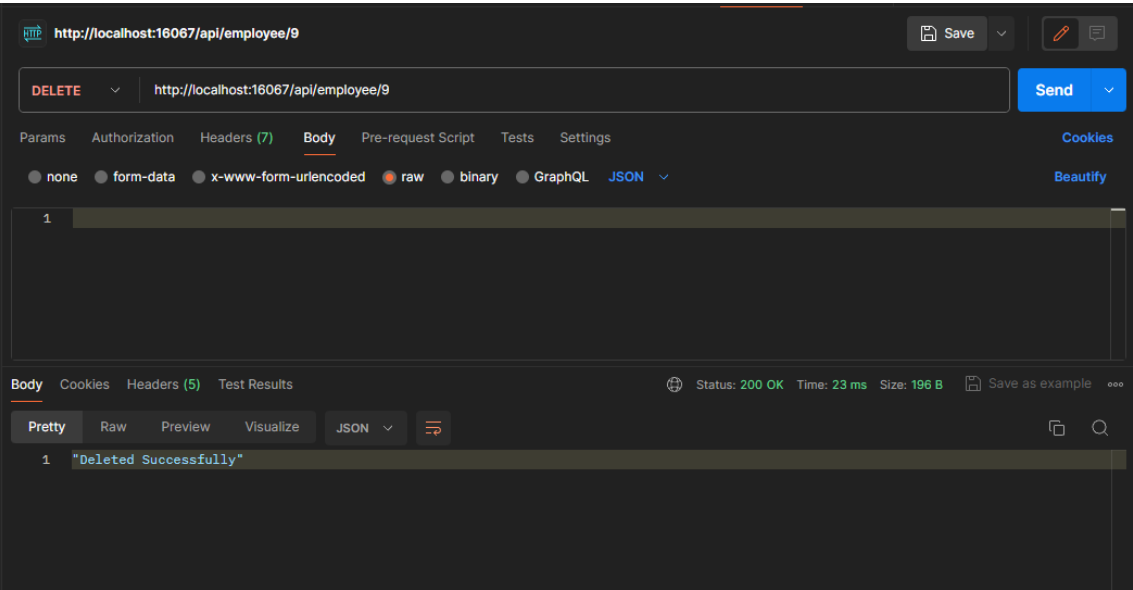 HTTP http://localhost:16067/api/employee/9 Save
DELETE http://localhost:16067/api/employee/9 Send
Params Authorization Headers (7) Body Pre-request Script Tests Settings Cookies
none form-data x-www-form-urlencoded raw binary GraphQL JSON Beautify
1
Body Cookies Headers (5) Test Results Status: 200 OK Time: 23 ms Size: 196 B Save as example
Pretty Raw Preview Visualize JSON
1 "Deleted Successfully"